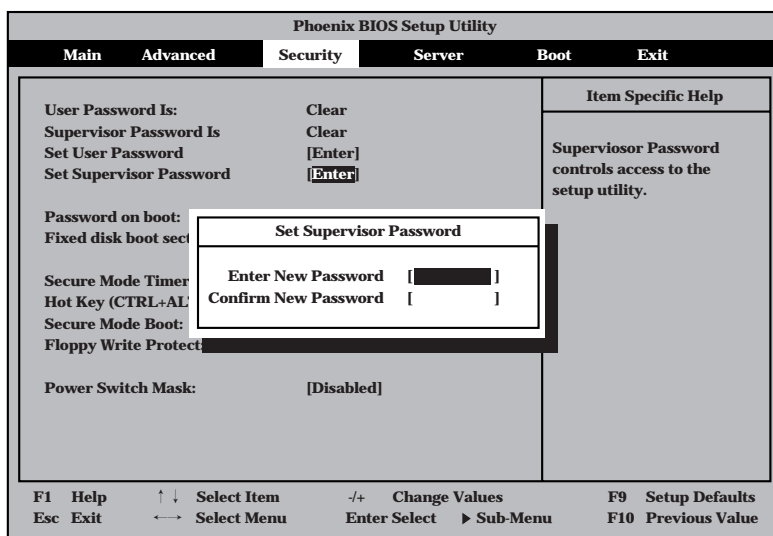 Phoenix BIOS Setup Utility
Main Advanced Security Server Boot Exit
User Password Is: Clear
Supervisor Password Is Clear
Set User Password [Enter]
Set Supervisor Password [Enter]
Password on boot:
Fixed disk boot sect
Secure Mode Timer
Hot Key (CTRL+AL
Secure Mode Boot:
Floppy Write Protect:
Power Switch Mask: [Disabled]
Set Supervisor Password
Enter New Password [ ]
Confirm New Password [ ]
Item Specific Help
Superviosor Password
controls access to the
setup utility.
F1 Help ↑↓ Select Item -/+ Change Values F9 Setup Defaults
Esc Exit ←→ Select Menu Enter Select ▶ Sub-Menu F10 Previous Value